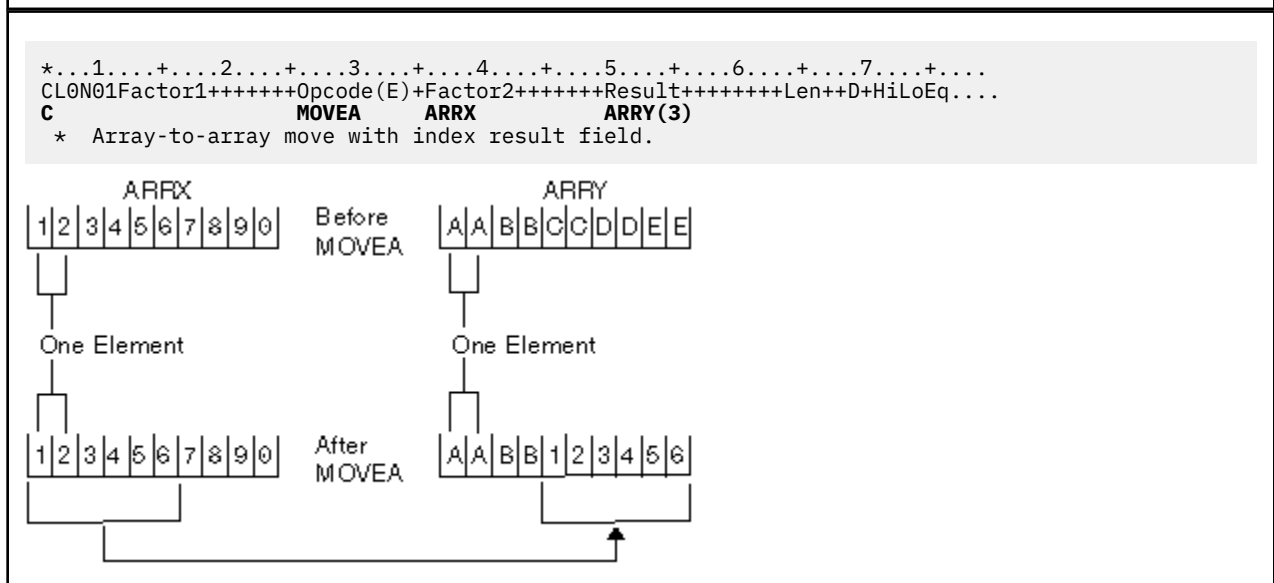 *...1....+....2....+....3....+....4....+....5....+....6....+....7...+....
CL0N01Factor1+++++++Opcode(E)+Factor2+++++++Result++++++++Len++D+HiLoEq....
C                   MOVEA     ARRX          ARRY(3)
 *  Array-to-array move with index result field.
ARRX ARRY
1 2 3 4 5 6 7 8 9 0 Before A A B B C C D D E E
MOVEA
One Element One Element
1 2 3 4 5 6 7 8 9 0 After A A B B 1 2 3 4 5 6
MOVEA